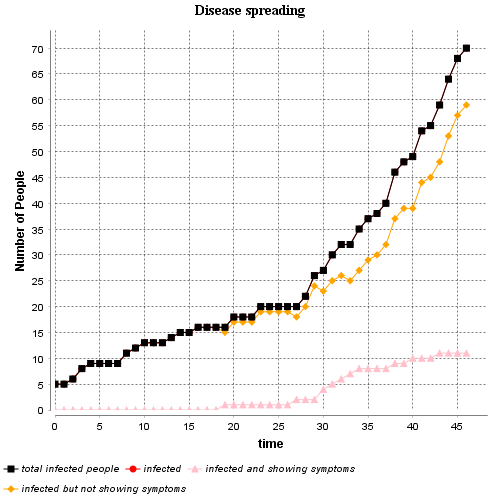 Disease spreading
Number of People
70
65
60
55
50
45
40
35
30
25
20
15
10
5
0
0 5 10 15 20 25 30 35 40 45
time
total infected people infected infected and showing symptoms
infected but not showing symptoms